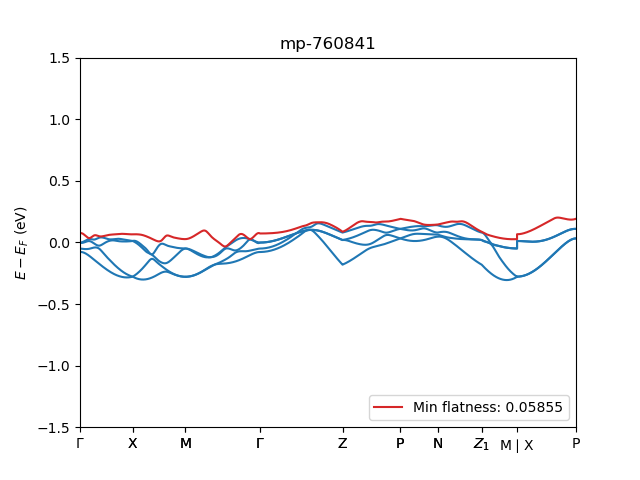 mp-760841
E − E_F (eV)
1.5
1.0
0.5
0.0
−0.5
−1.0
−1.5
Min flatness: 0.05855
Γ X M Γ Z P N Z₁ M | X P